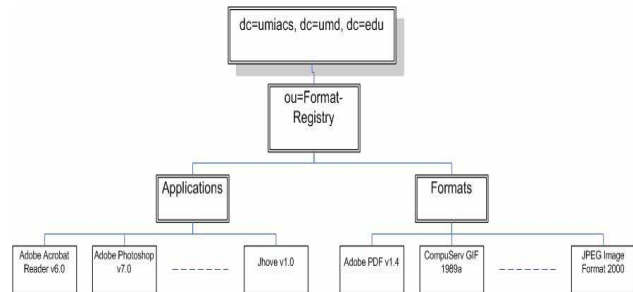 dc=umiacs, dc=umd, dc=edu
ou=Format-
Registry
Applications
Formats
Adobe Acrobat
Reader v6.0
Adobe Photoshop
v7.0
Jhove v1.0
Adobe PDF v1.4
CompuServ GIF
1989a
JPEG Image
Format 2000